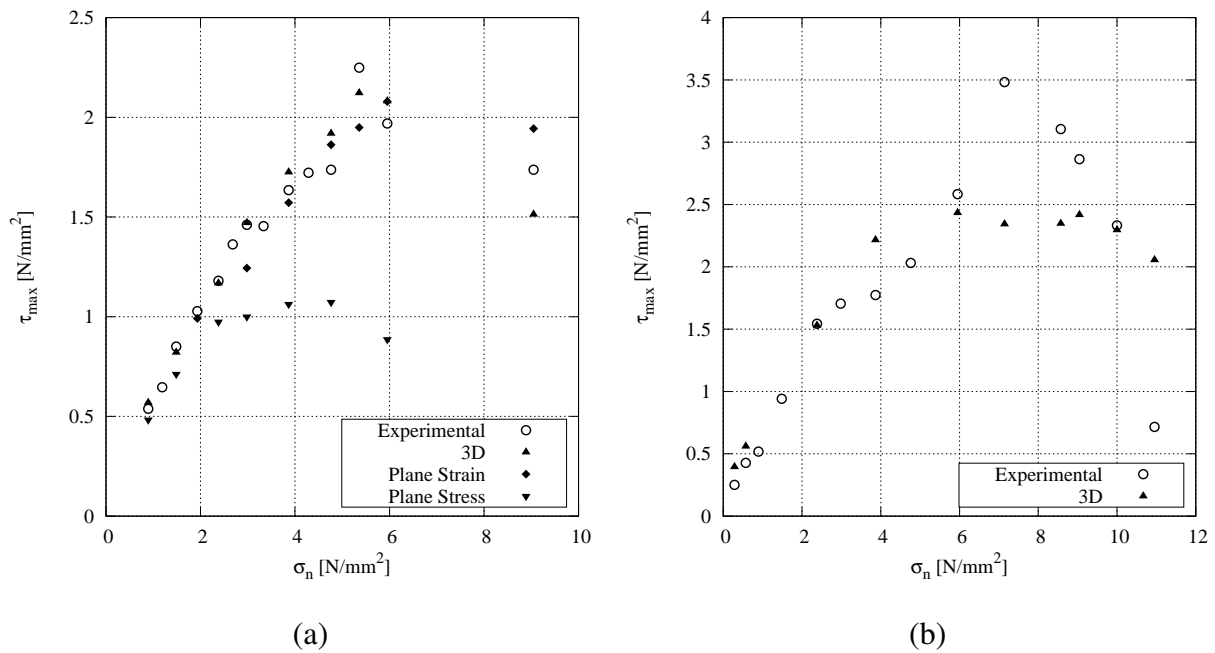 2.5
2
1.5
1
0.5
0
0 2 4 6 8 10
τmax [N/mm2]
σn [N/mm2]
Experimental
3D
Plane Strain
Plane Stress
(a)
4
3.5
3
2.5
2
1.5
1
0.5
0
0 2 4 6 8 10 12
τmax [N/mm2]
σn [N/mm2]
Experimental
3D
(b)